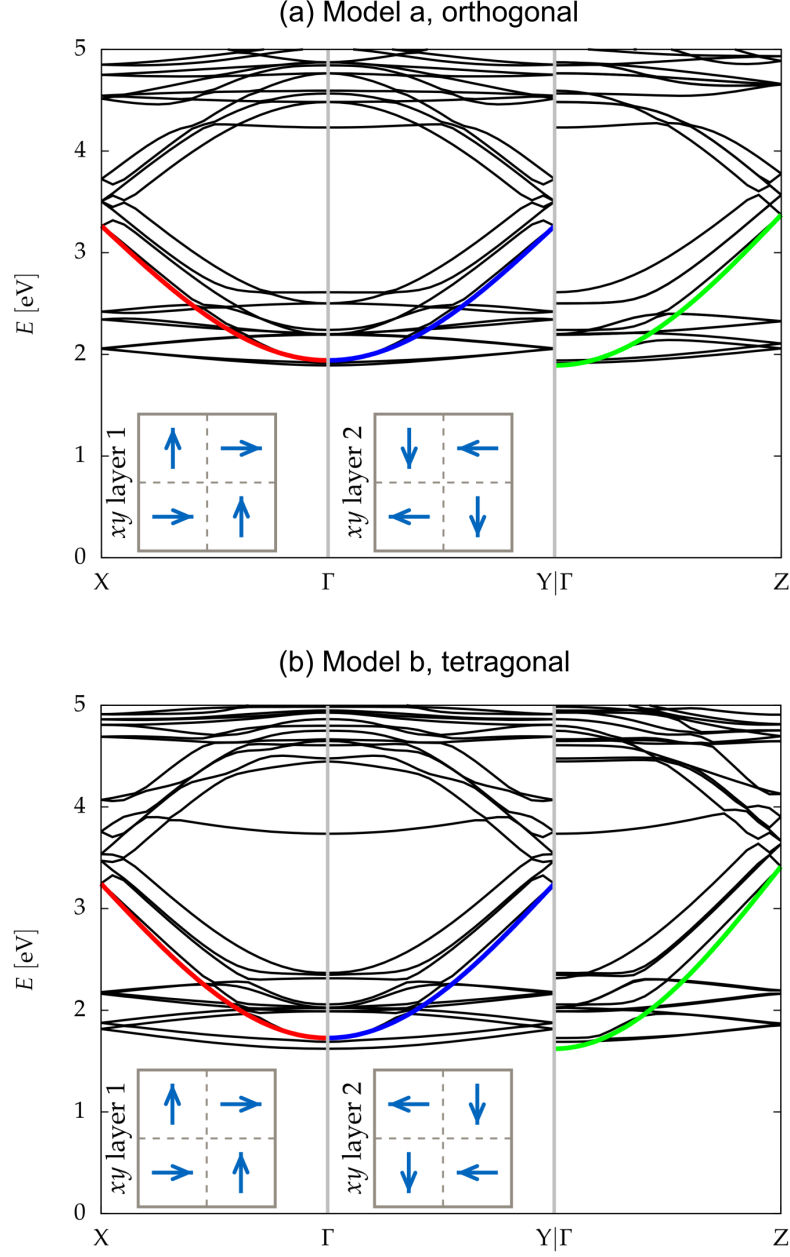 (a) Model a, orthogonal
5
4
3
2
1
0
E [eV]
xy layer 1
xy layer 2
X Γ Y|Γ Z
(b) Model b, tetragonal
5
4
3
2
1
0
E [eV]
xy layer 1
xy layer 2
X Γ Y|Γ Z